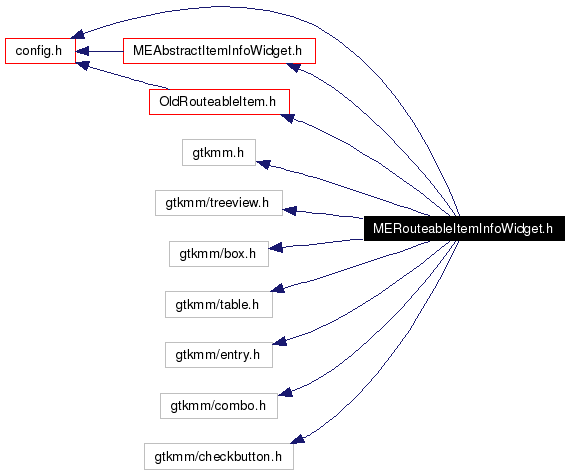 config.h
MEAbstractItemInfoWidget.h
OldRouteableItem.h
gtkmm.h
gtkmm/treeview.h
MERouteableItemInfoWidget.h
gtkmm/box.h
gtkmm/table.h
gtkmm/entry.h
gtkmm/combo.h
gtkmm/checkbutton.h